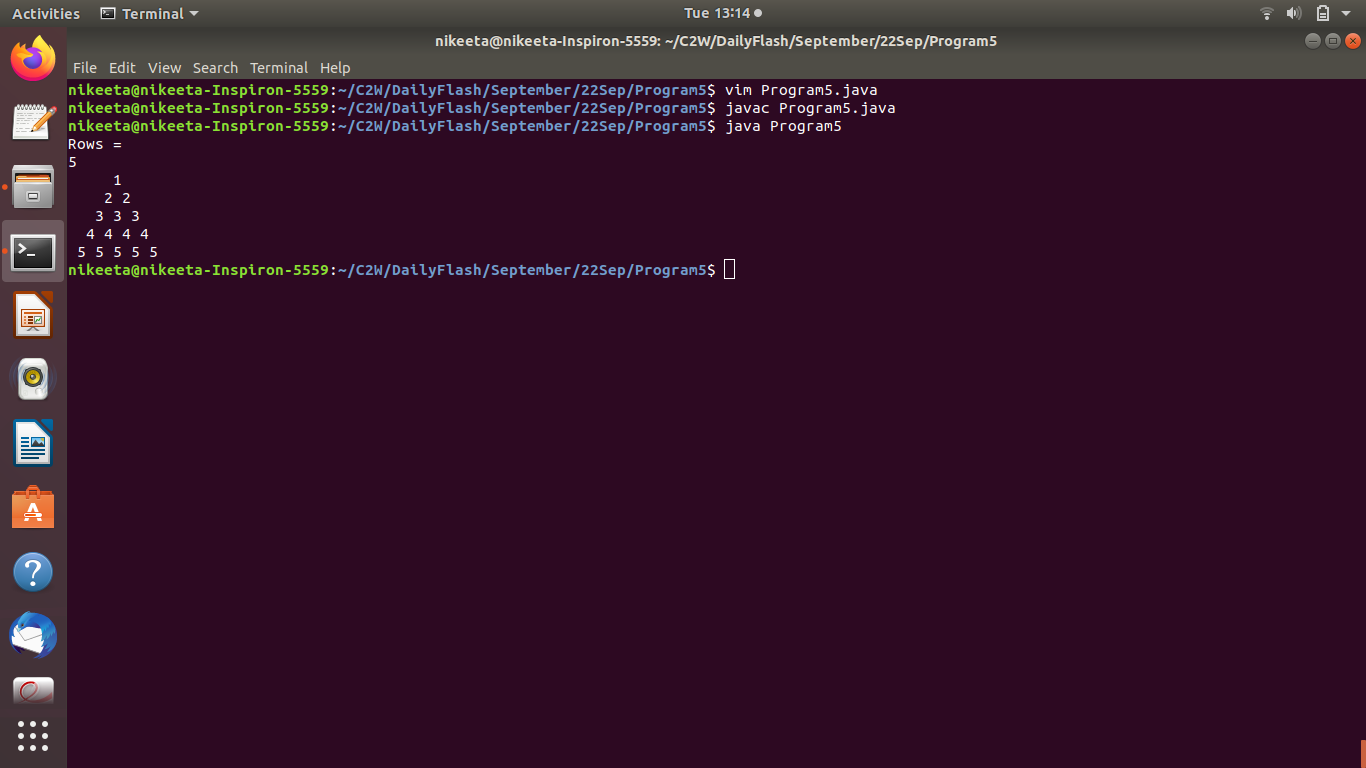 Activities Terminal Tue 13:14
nikeeta@nikeeta-Inspiron-5559: ~/C2W/DailyFlash/September/22Sep/Program5
File Edit View Search Terminal Help
nikeeta@nikeeta-Inspiron-5559:~/C2W/DailyFlash/September/22Sep/Program5$ vim Program5.java
nikeeta@nikeeta-Inspiron-5559:~/C2W/DailyFlash/September/22Sep/Program5$ javac Program5.java
nikeeta@nikeeta-Inspiron-5559:~/C2W/DailyFlash/September/22Sep/Program5$ java Program5
Rows =
5
     1
    2 2
   3 3 3
  4 4 4 4
 5 5 5 5 5
nikeeta@nikeeta-Inspiron-5559:~/C2W/DailyFlash/September/22Sep/Program5$